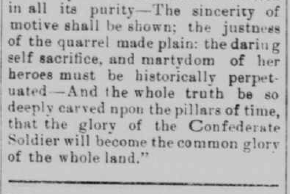 in all its purity—The sincerity of
motive shall be shown; the justness
of the quarrel made plain: the daring
self sacrifice, and martydom of her
heroes must be historically perpet-
uated—And the whole truth be so
deeply carved npon the pillars of time,
that the glory of the Confederate
Soldier will become the common glory
of the whole land."